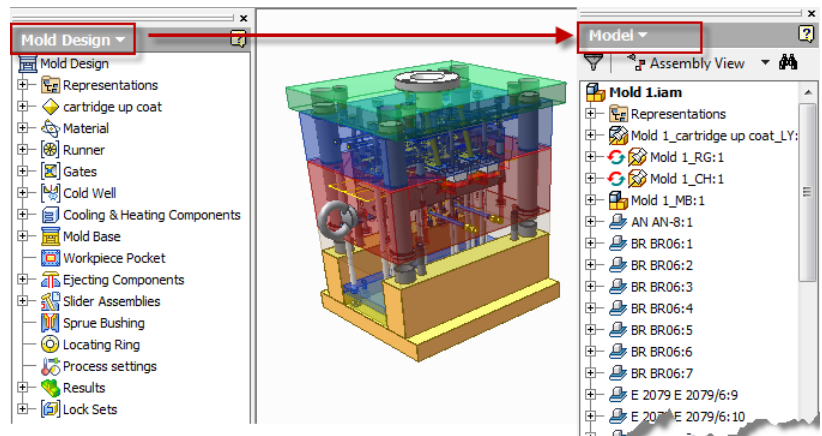 Mold Design
Mold Design
Representations
cartridge up coat
Material
Runner
Gates
Cold Well
Cooling & Heating Components
Mold Base
Workpiece Pocket
Ejecting Components
Slider Assemblies
Sprue Bushing
Locating Ring
Process settings
Results
Lock Sets
Model
Assembly View
Mold 1.iam
Representations
Mold 1_cartridge up coat_LY:
Mold 1_RG:1
Mold 1_CH:1
Mold 1_MB:1
AN AN-8:1
BR BR06:1
BR BR06:2
BR BR06:3
BR BR06:4
BR BR06:5
BR BR06:6
BR BR06:7
E 2079 E 2079/6:9
E 2079 E 2079/6:10